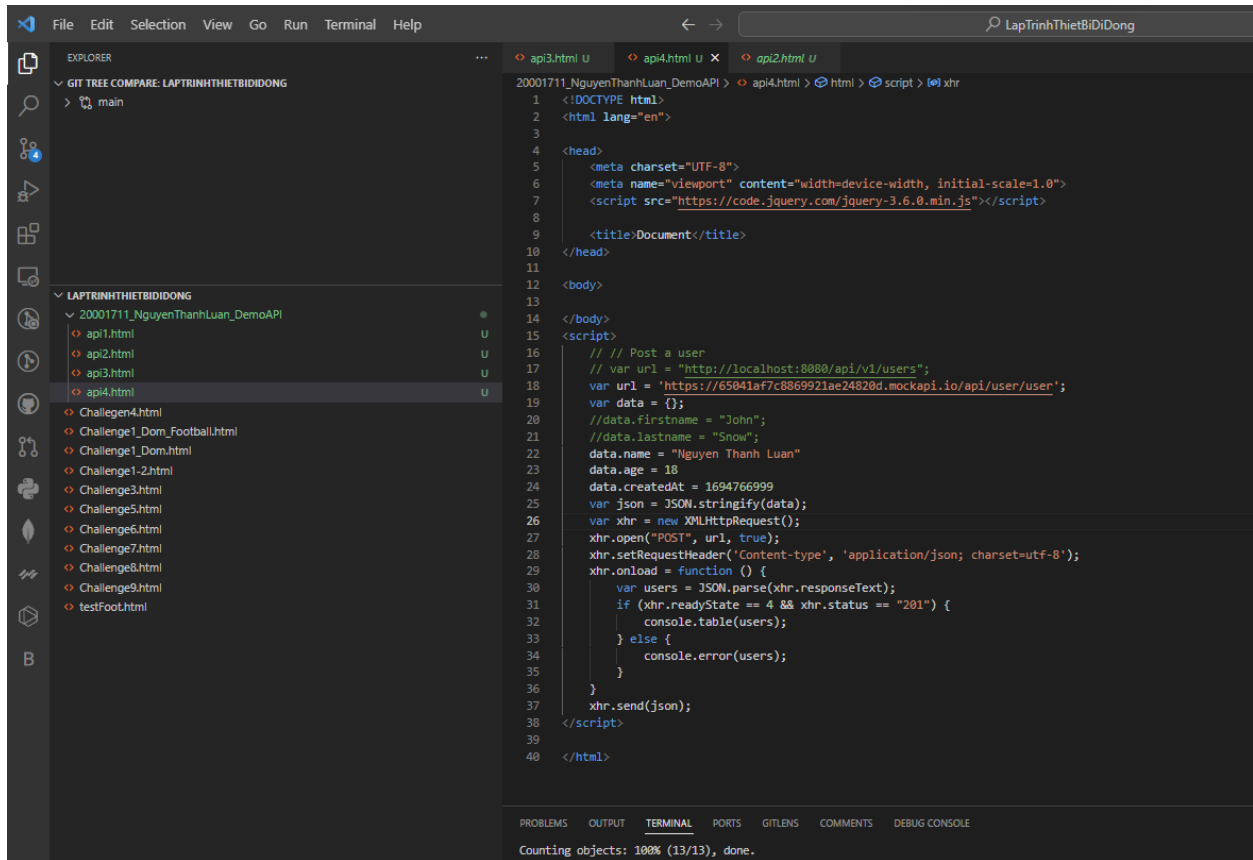 File Edit Selection View Go Run Terminal Help
LapTrinhThietBiDiDong
EXPLORER
GIT TREE COMPARE: LAPTRINHTHIETBIDIDONG
main
4
LAPTRINHTHIETBIDIDONG
20001711_NguyenThanhLuan_DemoAPI
api1.html U
api2.html U
api3.html U
api4.html U
Challegen4.html
Challenge1_Dom_Football.html
Challenge1_Dom.html
Challenge1-2.html
Challenge3.html
Challenge5.html
Challenge6.html
Challenge7.html
Challenge8.html
Challenge9.html
testFoot.html
B
api3.html U api4.html U api2.html U
20001711_NguyenThanhLuan_DemoAPI > api4.html > html > script > xhr
1 <!DOCTYPE html>
2 <html lang="en">
3
4 <head>
5 <meta charset="UTF-8">
6 <meta name="viewport" content="width=device-width, initial-scale=1.0">
7 <script src="https://code.jquery.com/jquery-3.6.0.min.js"></script>
8
9 <title>Document</title>
10 </head>
11
12 <body>
13
14 </body>
15 <script>
16 // // Post a user
17 // var url = "http://localhost:8080/api/v1/users";
18 var url = 'https://65041af7c8869921ae24820d.mockapi.io/api/user/user';
19 var data = {};
20 //data.firstname = "John";
21 //data.lastname = "Snow";
22 data.name = "Nguyen Thanh Luan"
23 data.age = 18
24 data.createdAt = 1694766999
25 var json = JSON.stringify(data);
26 var xhr = new XMLHttpRequest();
27 xhr.open("POST", url, true);
28 xhr.setRequestHeader('Content-type', 'application/json; charset=utf-8');
29 xhr.onload = function () {
30 var users = JSON.parse(xhr.responseText);
31 if (xhr.readyState == 4 && xhr.status == "201") {
32 console.table(users);
33 } else {
34 console.error(users);
35 }
36 }
37 xhr.send(json);
38 </script>
39
40 </html>
PROBLEMS OUTPUT TERMINAL PORTS GITLENS COMMENTS DEBUG CONSOLE
Counting objects: 100% (13/13), done.